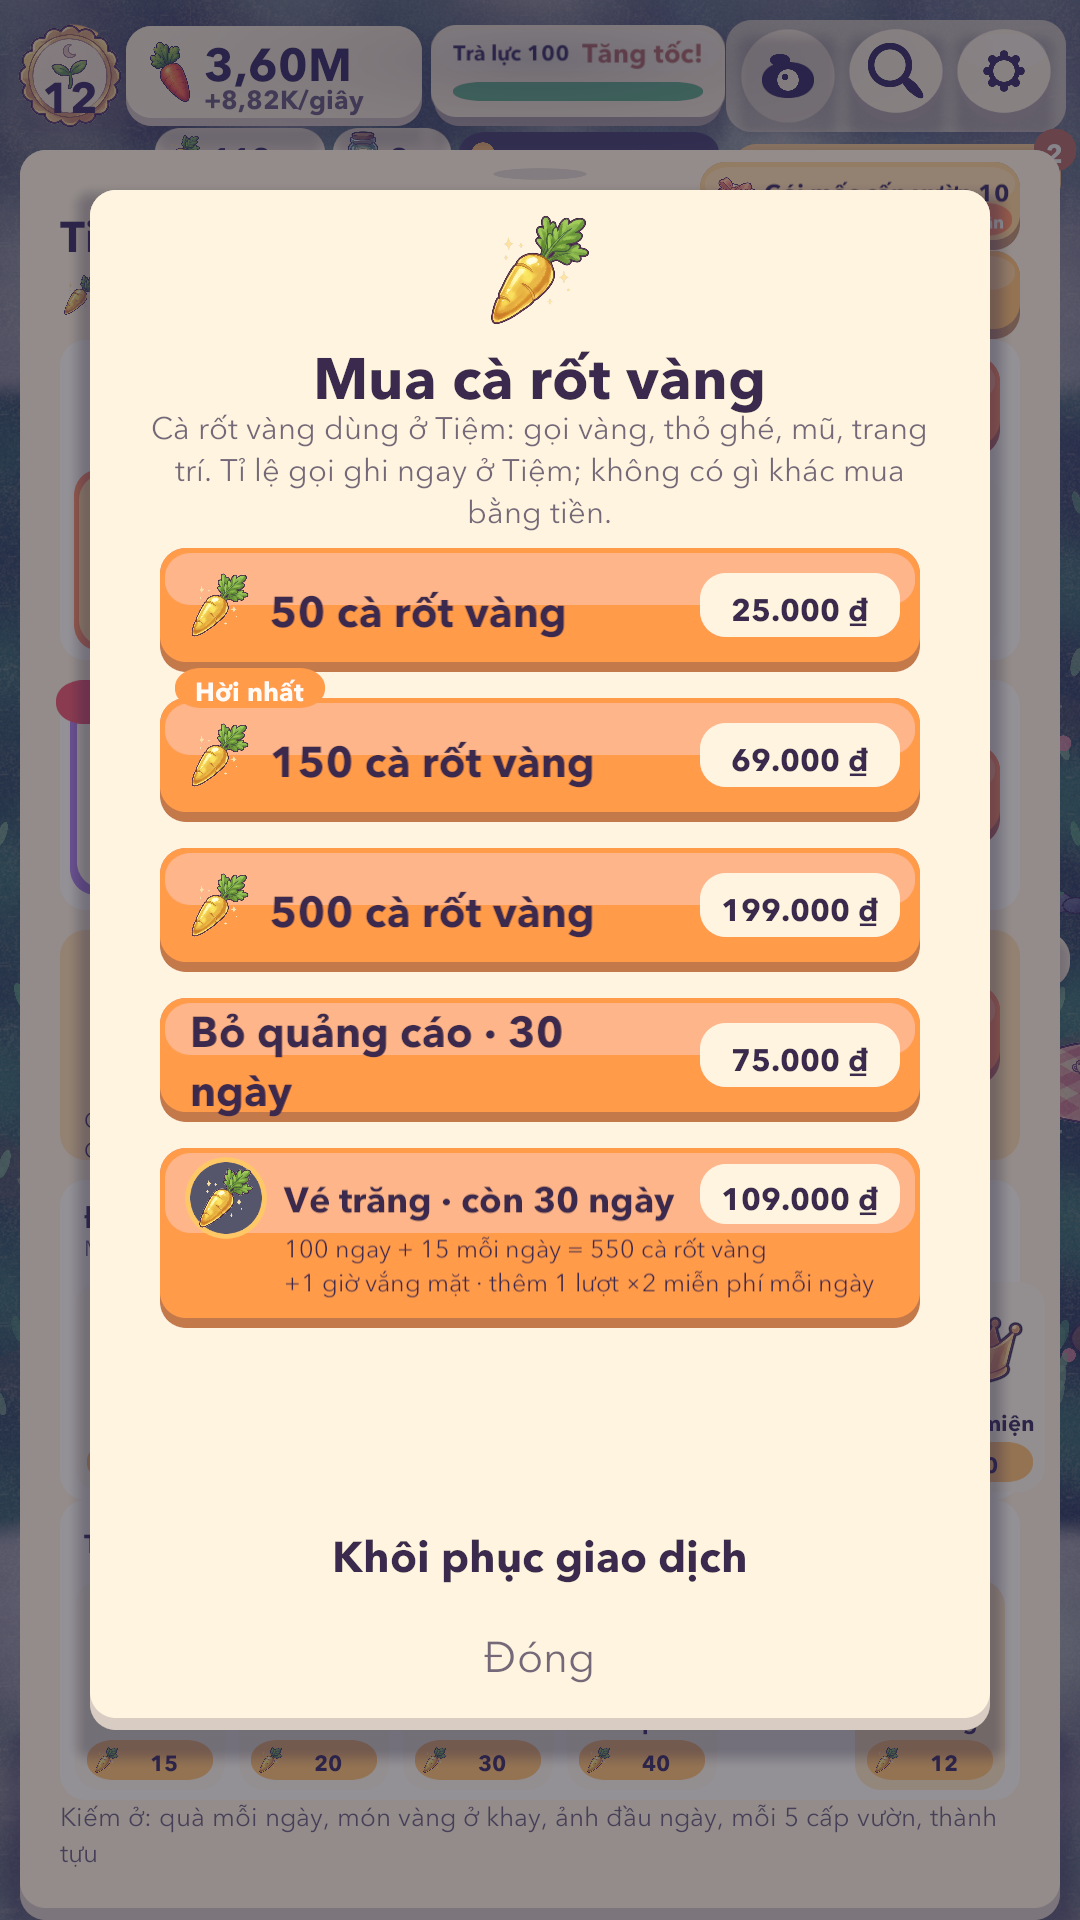 12
3,60M
+8,82K/giây
Trà lực 100 Tăng tốc!
2
10
Mua cà rốt vàng
Cà rốt vàng dùng ở Tiệm: gọi vàng, thỏ ghé, mũ, trang
trí. Tỉ lệ gọi ghi ngay ở Tiệm; không có gì khác mua
bằng tiền.
50 cà rốt vàng
25.000 ₫
Hời nhất
150 cà rốt vàng
69.000 ₫
500 cà rốt vàng
199.000 ₫
Bỏ quảng cáo · 30
ngày
75.000 ₫
Vé trăng · còn 30 ngày
109.000 ₫
100 ngay + 15 mỗi ngày = 550 cà rốt vàng
+1 giờ vắng mặt · thêm 1 lượt ×2 miễn phí mỗi ngày
miện
Khôi phục giao dịch
Đóng
15
20
30
40
12
Kiếm ở: quà mỗi ngày, món vàng ở khay, ảnh đầu ngày, mỗi 5 cấp vườn, thành
tựu